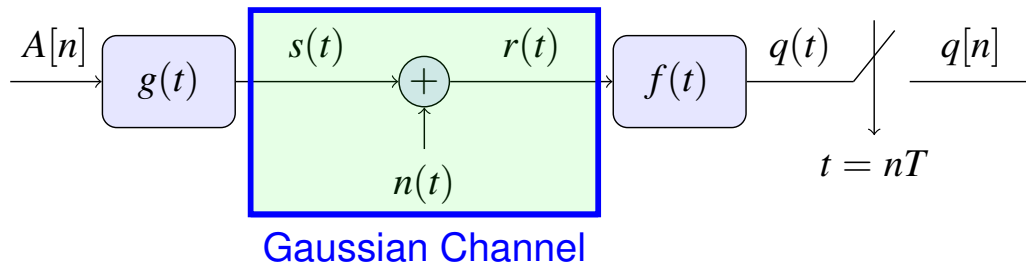 A[n]
g(t)
s(t)
+
n(t)
r(t)
f(t)
q(t)
t = nT
q[n]
Gaussian Channel